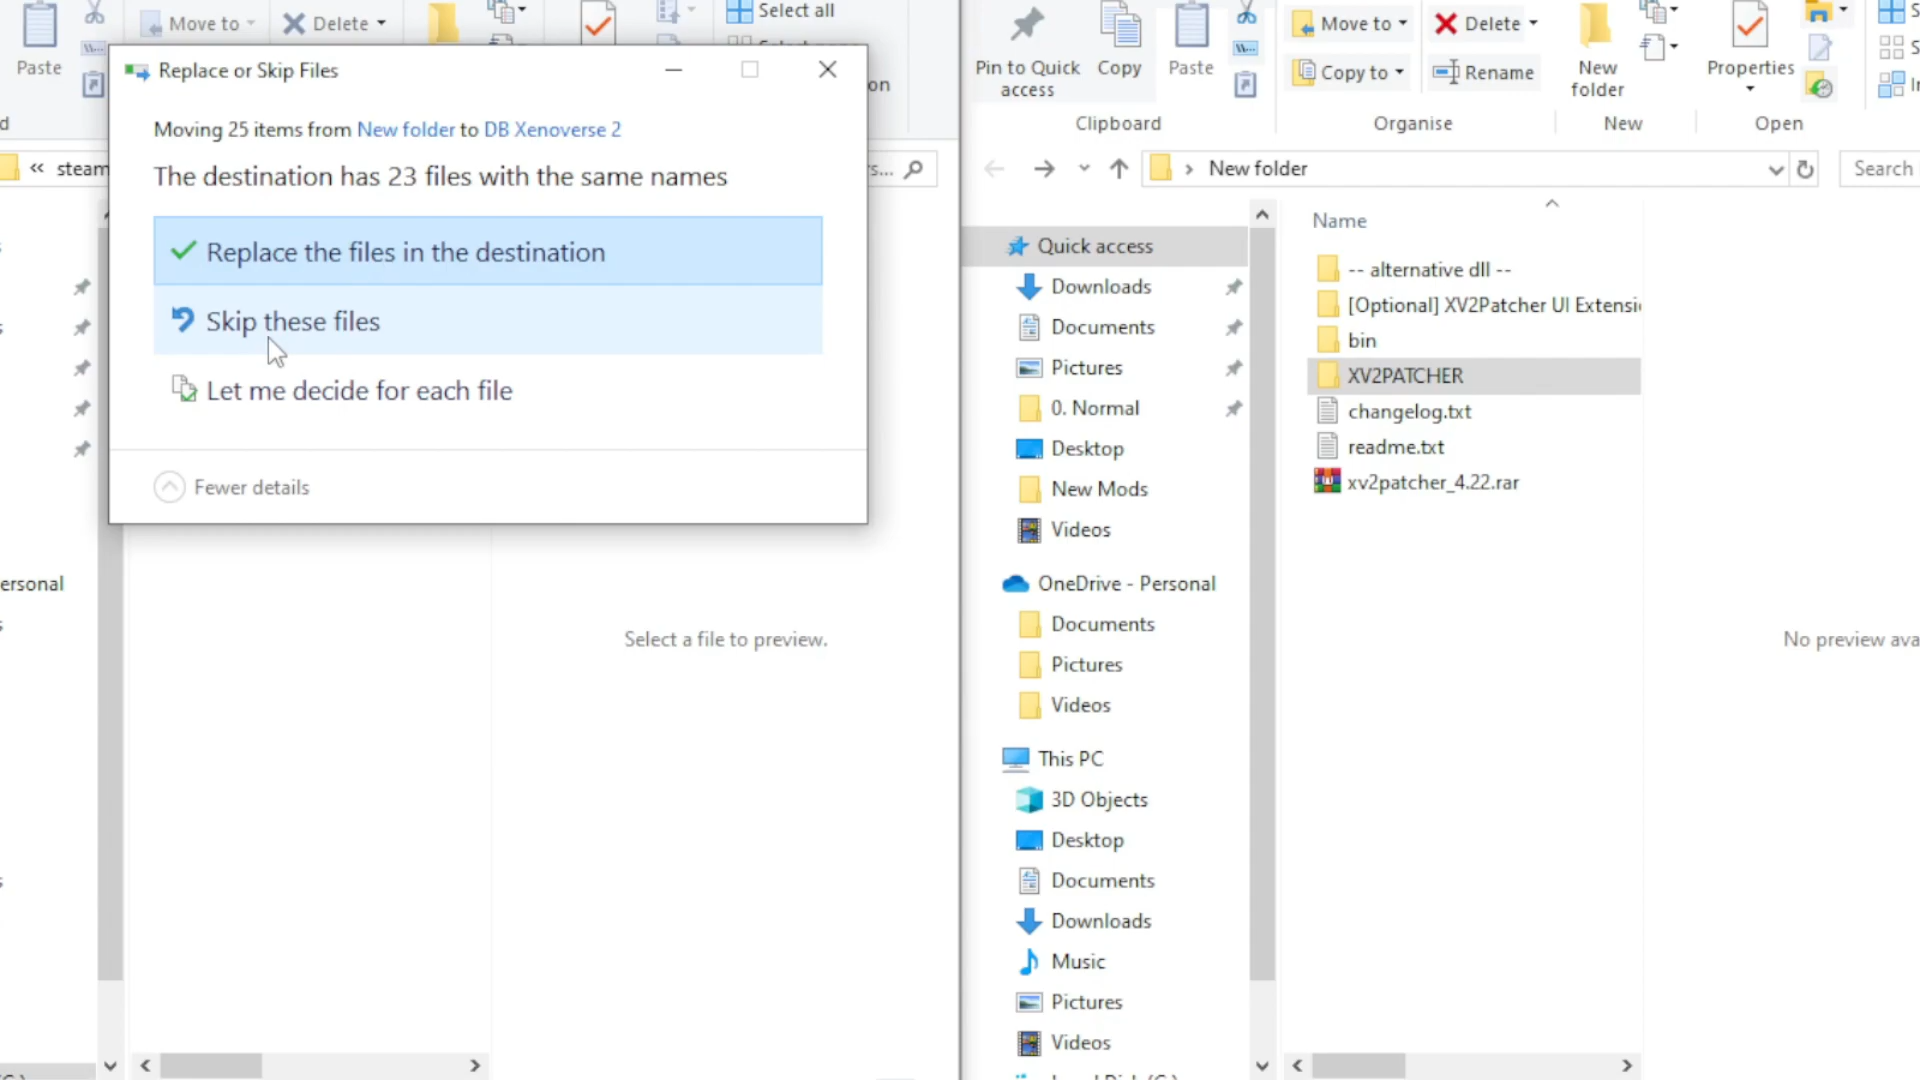 Paste
Move to
Delete
Select all
on
d
Replace or Skip Files
Moving 25 items from New folder to DB Xenoverse 2
The destination has 23 files with the same names
Replace the files in the destination
Skip these files
Let me decide for each file
Fewer details
steam
s...
ersonal
Select a file to preview.
Pin to Quick
access
Copy
Paste
Move to
Copy to
Delete
Rename
New
folder
Properties
Clipboard
Organise
New
Open
New folder
Search
Quick access
Downloads
Documents
Pictures
0. Normal
Desktop
New Mods
Videos
OneDrive - Personal
Documents
Pictures
Videos
This PC
3D Objects
Desktop
Documents
Downloads
Music
Pictures
Videos
Name
-- alternative dll --
[Optional] XV2Patcher UI Extensi
bin
XV2PATCHER
changelog.txt
readme.txt
xv2patcher_4.22.rar
No preview ava